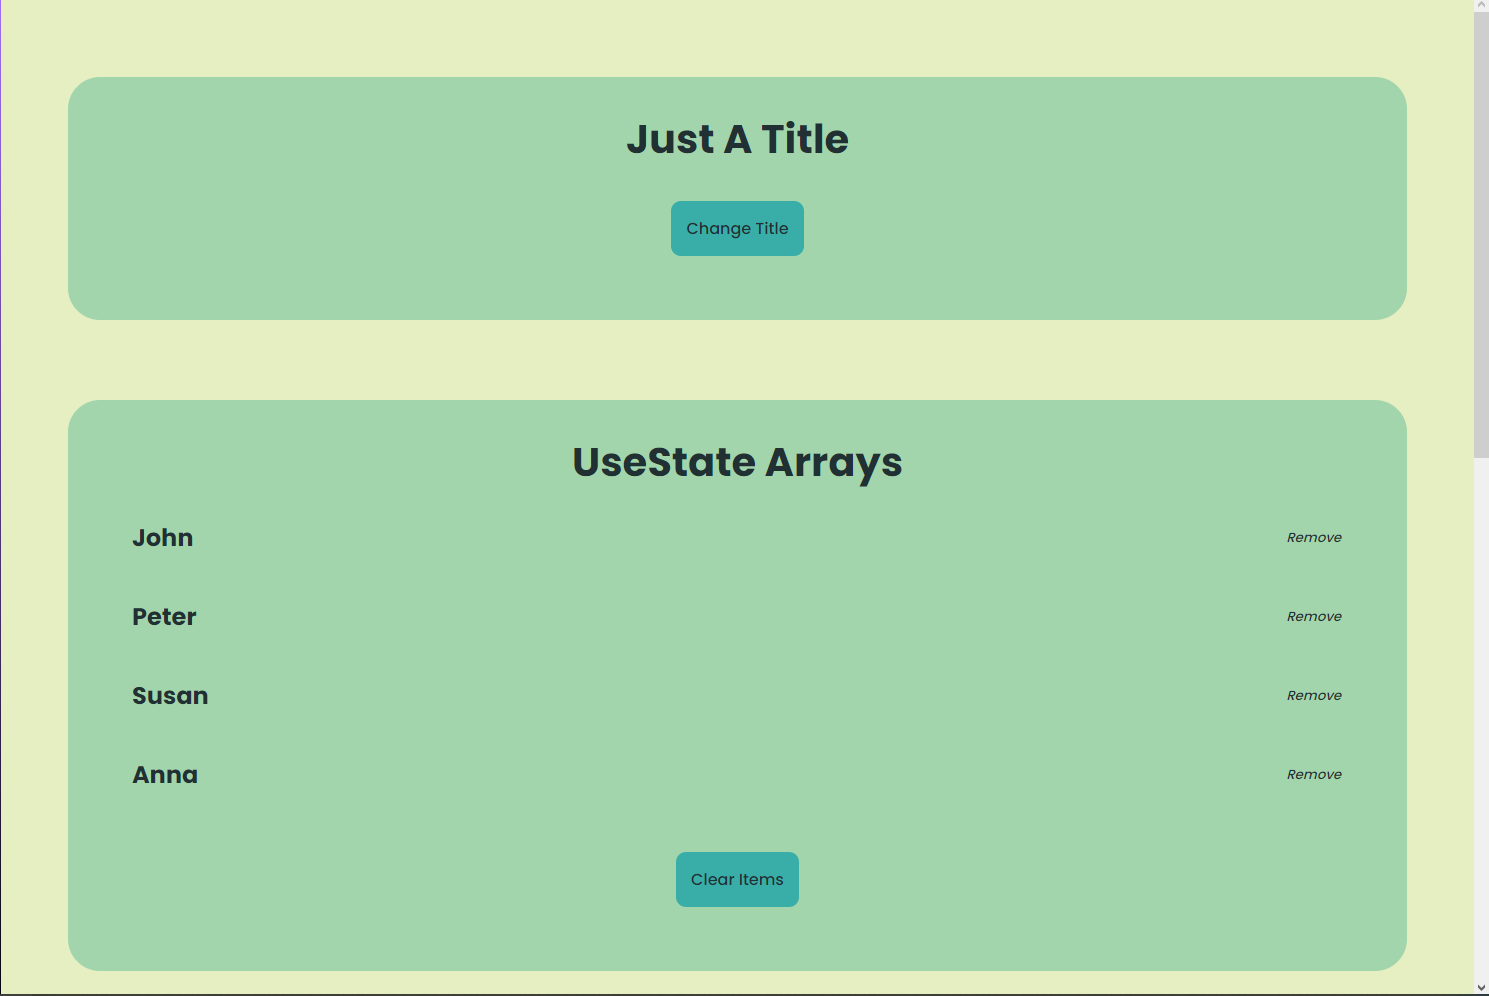 Just A Title
Change Title
UseState Arrays
John Remove
Peter Remove
Susan Remove
Anna Remove
Clear Items